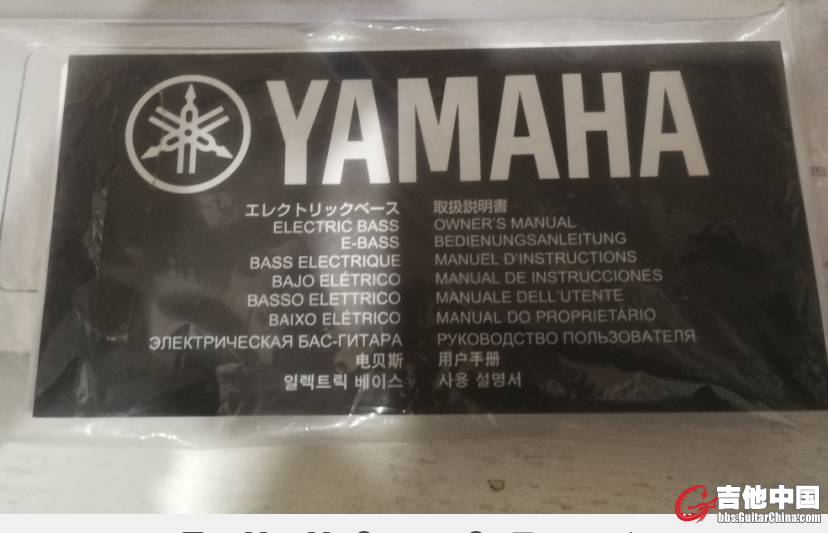 YAMAHA
エレクトリックベース 取扱説明書
ELECTRIC BASS OWNER'S MANUAL
E-BASS BEDIENUNGSANLEITUNG
BASS ELECTRIQUE MANUEL D'INSTRUCTIONS
BAJO ELÉTRICO MANUAL DE INSTRUCCIONES
BASSO ELETTRICO MANUALE DELL'UTENTE
BAIXO ELÉTRICO MANUAL DO PROPRIETÁRIO
ЭЛЕКТРИЧЕСКАЯ БАС-ГИТАРА РУКОВОДСТВО ПОЛЬЗОВАТЕЛЯ
电贝斯 用户手册
일렉트릭 베이스 사용 설명서
吉他中国
bbs.GuitarChina.com